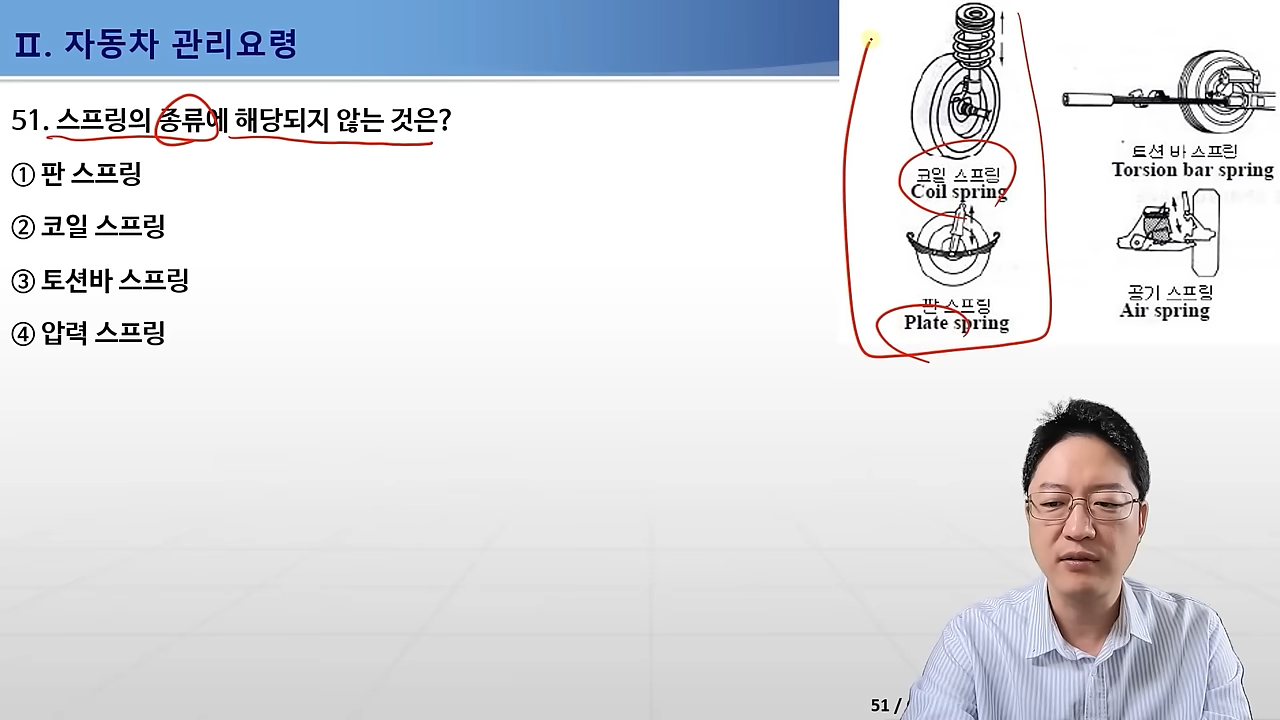 Ⅱ. 자동차 관리요령
51. 스프링의 종류에 해당되지 않는 것은?
① 판 스프링
② 코일 스프링
③ 토션바 스프링
④ 압력 스프링
코일 스프링
Coil spring
토션 바 스프링
Torsion bar spring
판 스프링
Plate spring
공기 스프링
Air spring
51 /